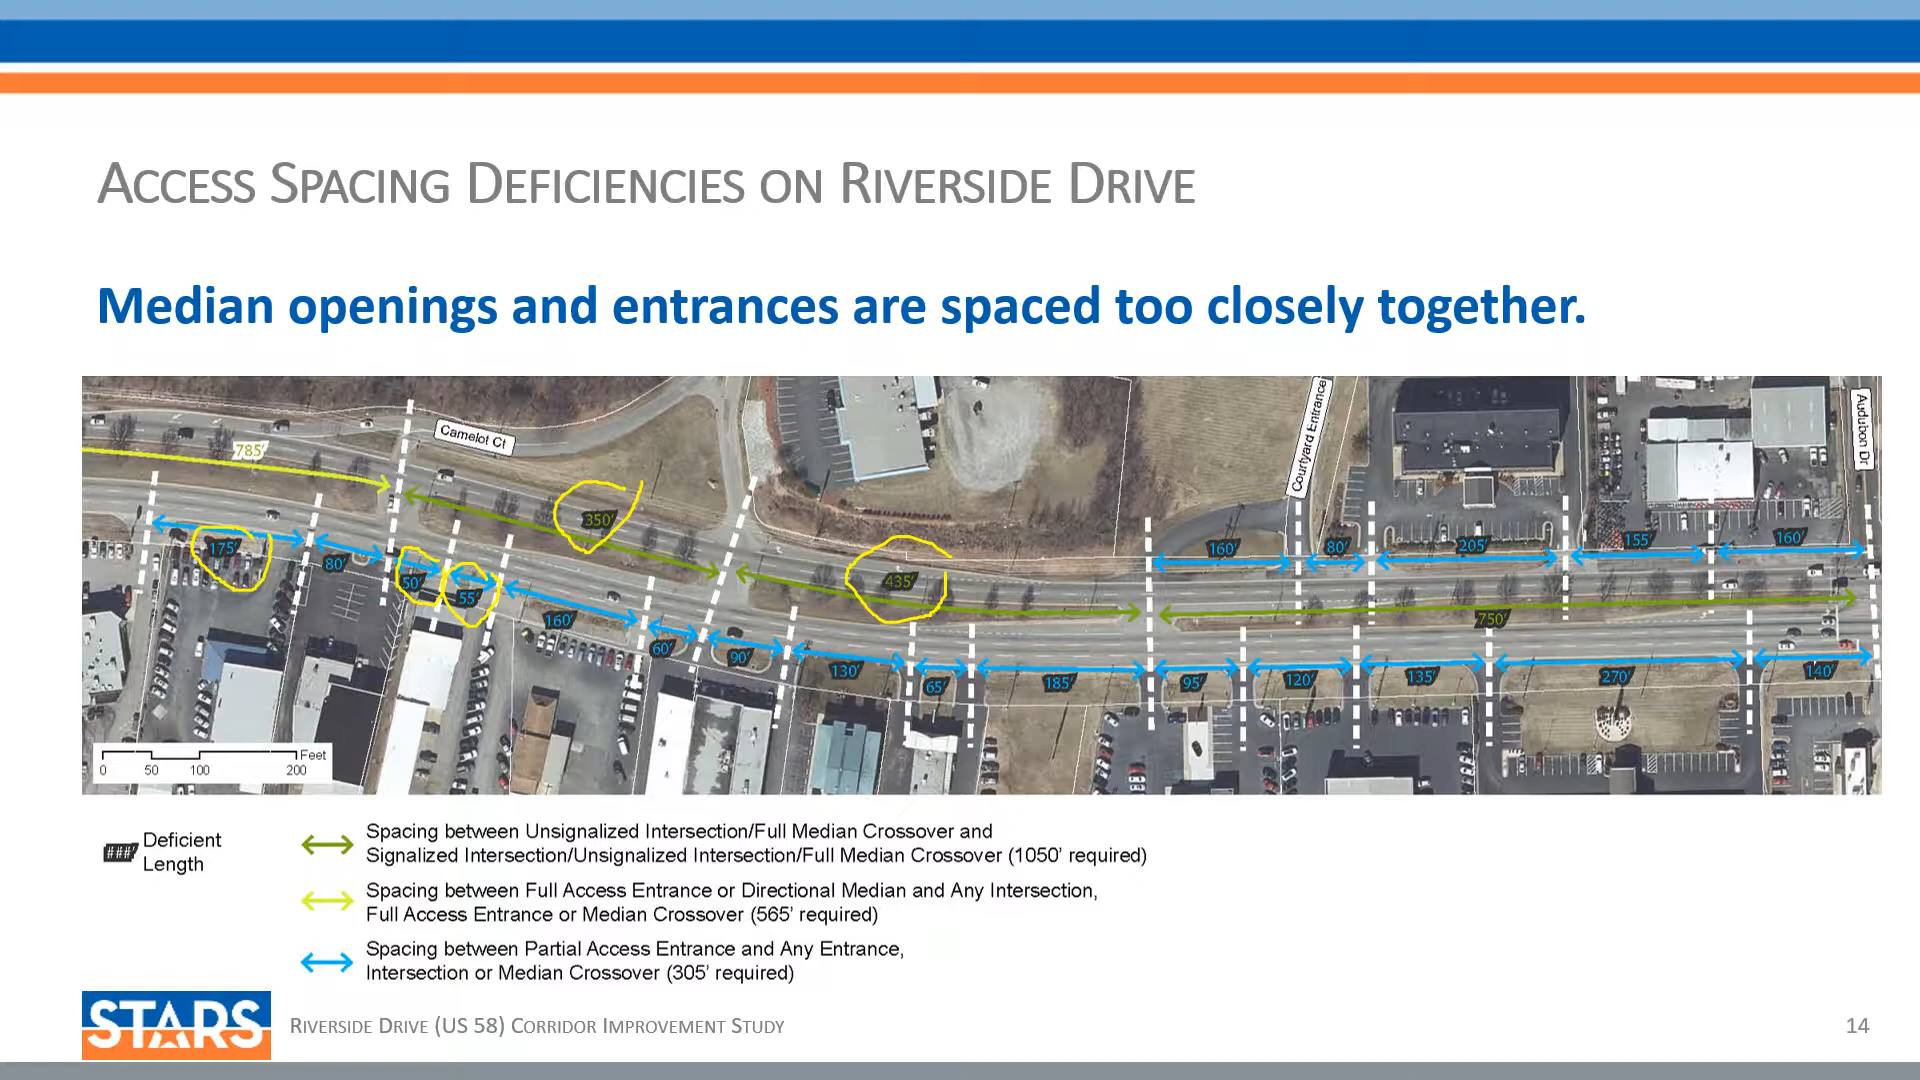 ACCESS SPACING DEFICIENCIES ON RIVERSIDE DRIVE
Median openings and entrances are spaced too closely together.
Camelot Ct
Courtyard Entrance
Audubon Dr
785'
350'
435'
750'
175'
80'
50'
55'
160'
60'
90'
130'
65'
185'
95'
120'
135'
270'
140'
160'
80'
205'
155'
160'
Feet
0 50 100 200
###' Deficient
Length
Spacing between Unsignalized Intersection/Full Median Crossover and
Signalized Intersection/Unsignalized Intersection/Full Median Crossover (1050' required)
Spacing between Full Access Entrance or Directional Median and Any Intersection,
Full Access Entrance or Median Crossover (565' required)
Spacing between Partial Access Entrance and Any Entrance,
Intersection or Median Crossover (305' required)
STARS
RIVERSIDE DRIVE (US 58) CORRIDOR IMPROVEMENT STUDY
14